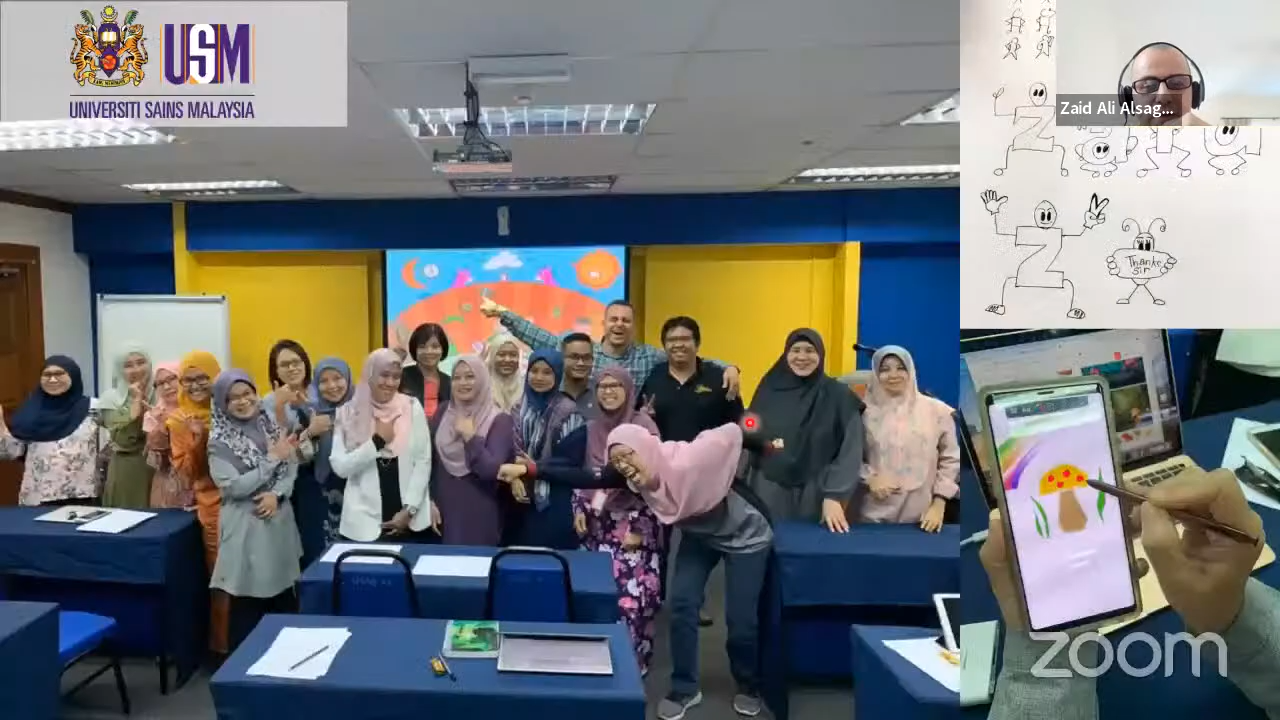 USM
UNIVERSITI SAINS MALAYSIA
Zaid Ali Alsag...
Z
Z
Thanks
Sir
zoom